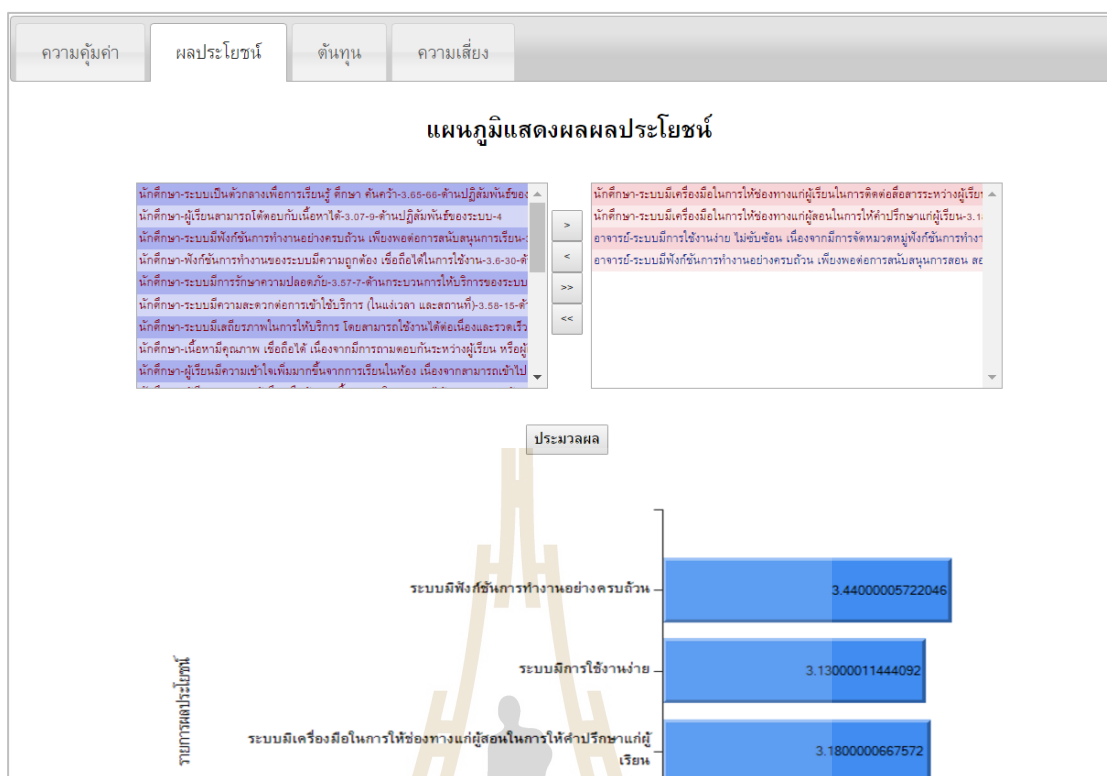 ความคุ้มค่า
ผลประโยชน์
ต้นทุน
ความเสี่ยง
แผนภูมิแสดงผลผลประโยชน์
นักศึกษา-ระบบเป็นตัวกลางเพื่อการเรียนรู้ ศึกษา ค้นคว้า-3.65-66-ด้านปฏิสัมพันธ์ของ
นักศึกษา-ผู้เรียนสามารถโต้ตอบกับเนื้อหาได้-3.07-9-ด้านปฏิสัมพันธ์ของระบบ-4
นักศึกษา-ระบบมีฟังก์ชันการทำงานอย่างครบถ้วน เพียงพอต่อการสนับสนุนการเรียน-
นักศึกษา-ฟังก์ชันการทำงานของระบบมีความถูกต้อง เชื่อถือได้ในการใช้งาน-3.6-30-ด้
นักศึกษา-ระบบมีการรักษาความปลอดภัย-3.57-7-ด้านกระบวนการให้บริการของระบบ
นักศึกษา-ระบบมีความสะดวกต่อการเข้าใช้บริการ (ในแง่เวลา และสถานที่)-3.58-15-ด้
นักศึกษา-ระบบมีเสถียรภาพในการให้บริการ โดยสามารถใช้งานได้ต่อเนื่องและรวดเร็ว
นักศึกษา-เนื้อหามีคุณภาพ เชื่อถือได้ เนื่องจากมีการถามตอบกันระหว่างผู้เรียน หรือผู้
นักศึกษา-ผู้เรียนมีความเข้าใจเพิ่มมากขึ้นจากการเรียนในห้อง เนื่องจากสามารถเข้าไป
>
<
>>
<<
นักศึกษา-ระบบมีเครื่องมือในการให้ช่องทางแก่ผู้เรียนในการติดต่อสื่อสารระหว่างผู้เรีย
นักศึกษา-ระบบมีเครื่องมือในการให้ช่องทางแก่ผู้สอนในการให้คำปรึกษาแก่ผู้เรียน-3.1
อาจารย์-ระบบมีการใช้งานง่าย ไม่ซับซ้อน เนื่องจากมีการจัดหมวดหมู่ฟังก์ชันการทำงา
อาจารย์-ระบบมีฟังก์ชันการทำงานอย่างครบถ้วน เพียงพอต่อการสนับสนุนการสอน
ประมวลผล
ระบบมีฟังก์ชันการทำงานอย่างครบถ้วน
3.44000005722046
ระบบมีการใช้งานง่าย
3.13000011444092
ระบบมีเครื่องมือในการให้ช่องทางแก่ผู้สอนในการให้คำปรึกษาแก่ผู้
เรียน
3.1800000667572
รายการผลประโยชน์